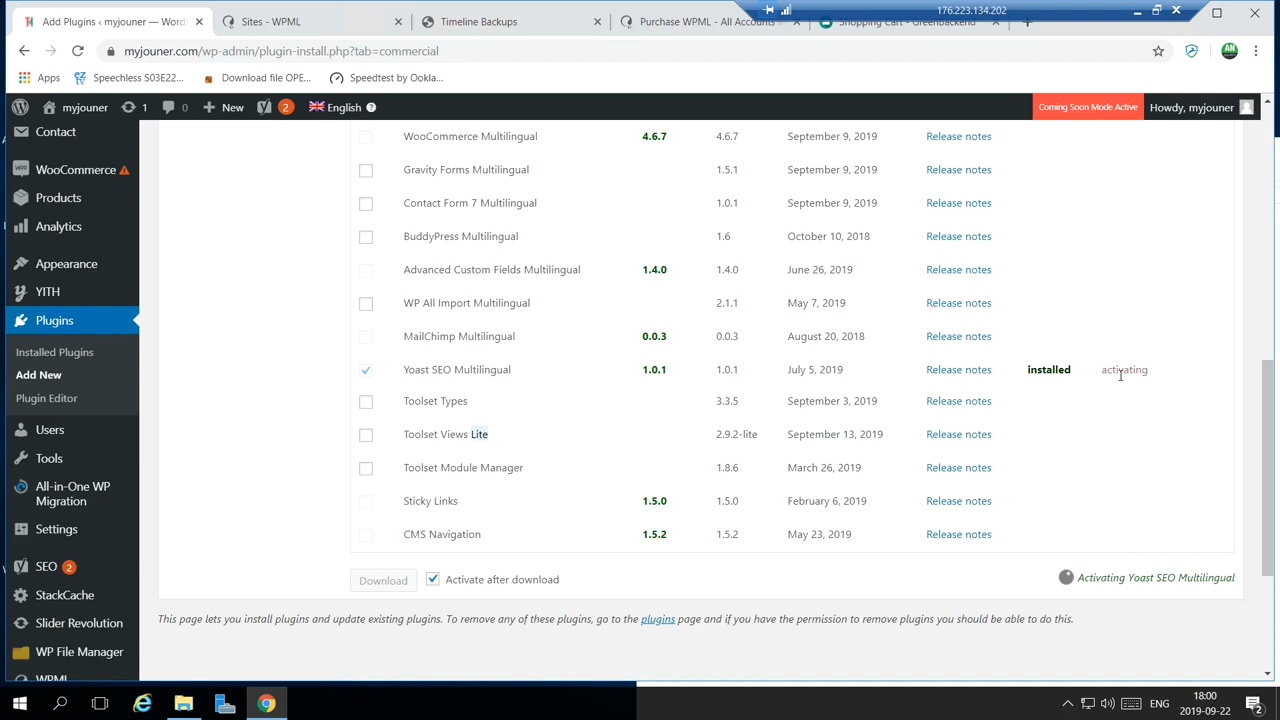 Add Plugins ‹ myjouner — Word
Sites - WPML
Timeline Backups
Purchase WPML - All Accounts
Shopping Cart - GreenBackend
176.223.134.202
myjouner.com/wp-admin/plugin-install.php?tab=commercial
Apps
Speechless S03E22...
Download file OPE...
Speedtest by Ookla...
myjouner
1
0
New
2
English
Coming Soon Mode Active
Howdy, myjouner
Contact
WooCommerce
Products
Analytics
Appearance
YITH
Plugins
Installed Plugins
Add New
Plugin Editor
Users
Tools
All-in-One WP
Migration
Settings
SEO 2
StackCache
Slider Revolution
WP File Manager
WPML
WooCommerce Multilingual 4.6.7 4.6.7 September 9, 2019 Release notes
Gravity Forms Multilingual 1.5.1 September 9, 2019 Release notes
Contact Form 7 Multilingual 1.0.1 September 9, 2019 Release notes
BuddyPress Multilingual 1.6 October 10, 2018 Release notes
Advanced Custom Fields Multilingual 1.4.0 1.4.0 June 26, 2019 Release notes
WP All Import Multilingual 2.1.1 May 7, 2019 Release notes
MailChimp Multilingual 0.0.3 0.0.3 August 20, 2018 Release notes
Yoast SEO Multilingual 1.0.1 1.0.1 July 5, 2019 Release notes installed activating
Toolset Types 3.3.5 September 3, 2019 Release notes
Toolset Views Lite 2.9.2-lite September 13, 2019 Release notes
Toolset Module Manager 1.8.6 March 26, 2019 Release notes
Sticky Links 1.5.0 1.5.0 February 6, 2019 Release notes
CMS Navigation 1.5.2 1.5.2 May 23, 2019 Release notes
Download
Activate after download
Activating Yoast SEO Multilingual
This page lets you install plugins and update existing plugins. To remove any of these plugins, go to the plugins page and if you have the permission to remove plugins you should be able to do this.
ENG
18:00
2019-09-22
2